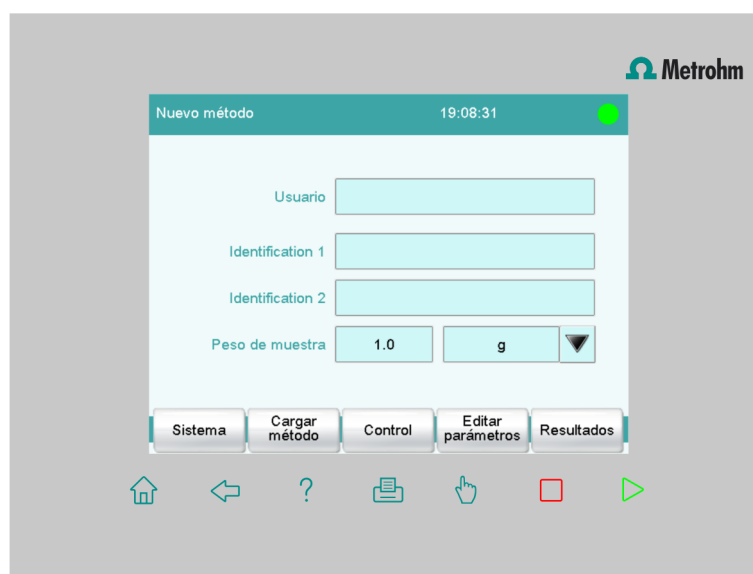 Metrohm
Nuevo método 19:08:31
Usuario
Identification 1
Identification 2
Peso de muestra 1.0 g
Sistema
Cargar
método
Control
Editar
parámetros
Resultados
?